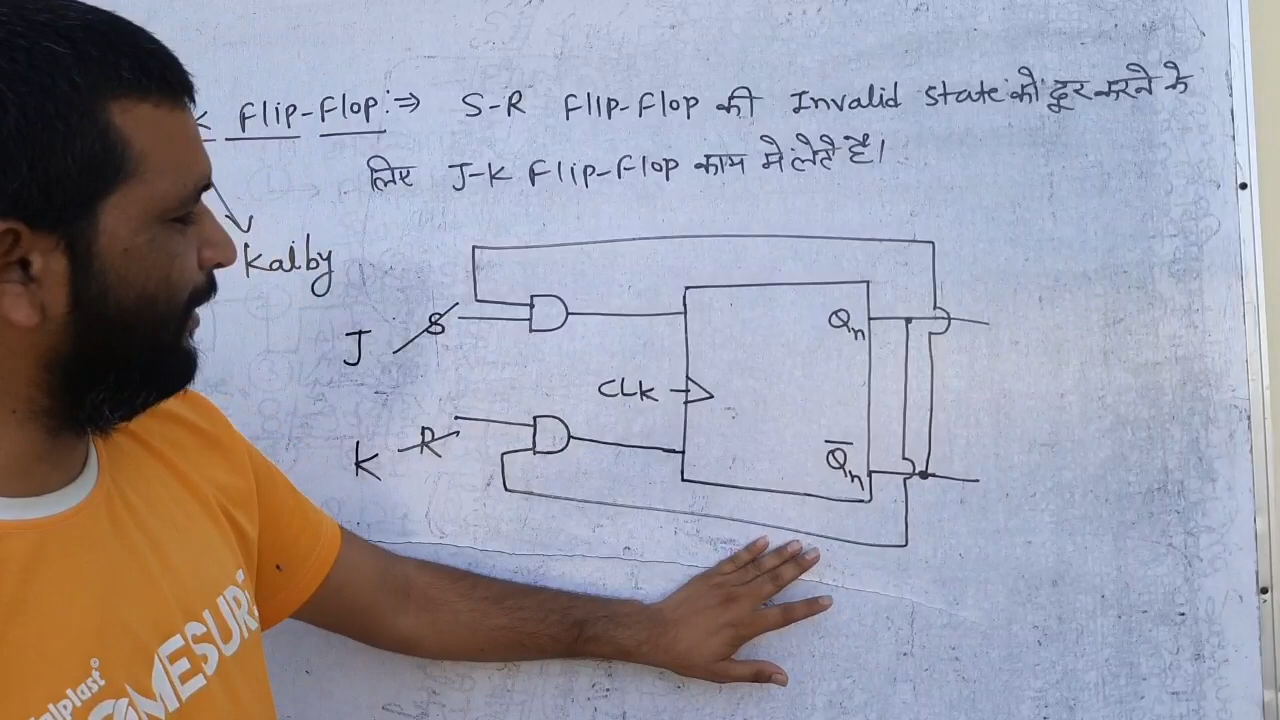 K Flip-Flop:⇒ S-R Flip-Flop की Invalid State को दूर करने के
लिए J-K Flip-Flop काम मे लेते है।
Kalby
J S
Qn
CLK
K R
Q̅n